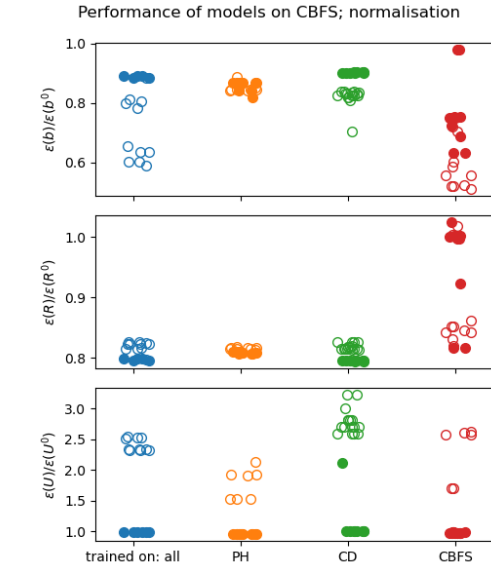 Performance of models on CBFS; normalisation
1.0
0.8
0.6
ε(b)/ε(b⁰)
1.0
0.9
0.8
ε(R)/ε(R⁰)
3.0
2.5
2.0
1.5
1.0
ε(U)/ε(U⁰)
trained on: all PH CD CBFS